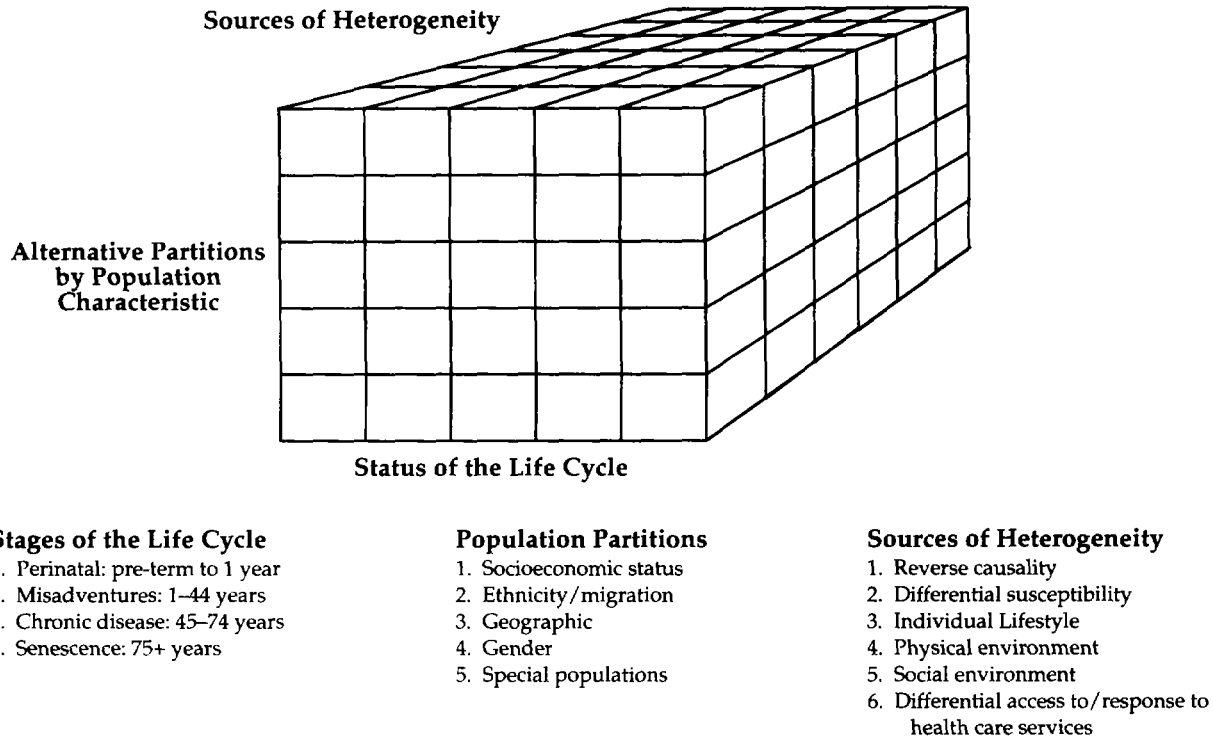 Sources of Heterogeneity
Alternative Partitions
by Population
Characteristic
Status of the Life Cycle
Stages of the Life Cycle
. Perinatal: pre-term to 1 year
. Misadventures: 1–44 years
. Chronic disease: 45–74 years
. Senescence: 75+ years
Population Partitions
1. Socioeconomic status
2. Ethnicity/migration
3. Geographic
4. Gender
5. Special populations
Sources of Heterogeneity
1. Reverse causality
2. Differential susceptibility
3. Individual Lifestyle
4. Physical environment
5. Social environment
6. Differential access to/response to
health care services